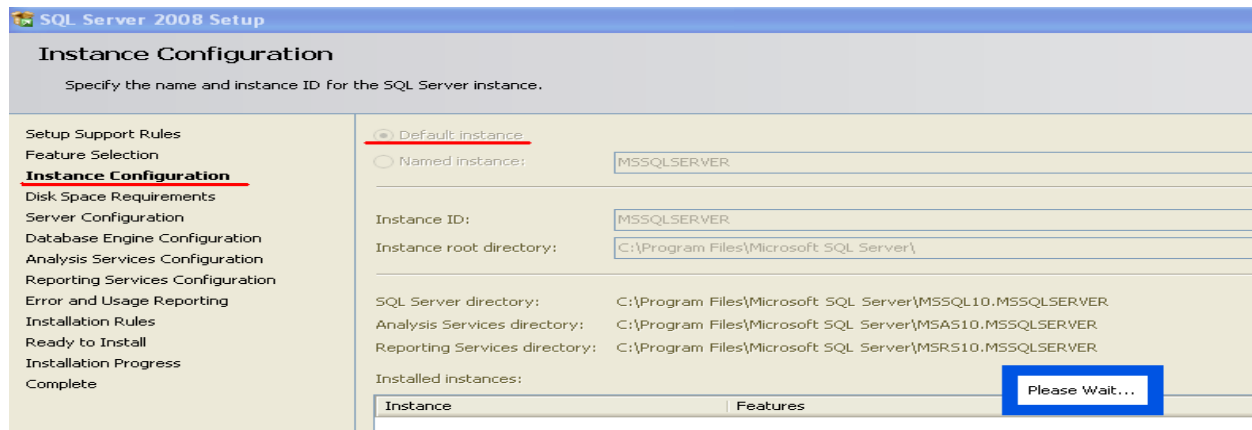 SQL Server 2008 Setup
Instance Configuration
Specify the name and instance ID for the SQL Server instance.
Setup Support Rules
Feature Selection
Instance Configuration
Disk Space Requirements
Server Configuration
Database Engine Configuration
Analysis Services Configuration
Reporting Services Configuration
Error and Usage Reporting
Installation Rules
Ready to Install
Installation Progress
Complete
Default instance
Named instance: MSSQLSERVER
Instance ID: MSSQLSERVER
Instance root directory: C:\Program Files\Microsoft SQL Server\
SQL Server directory: C:\Program Files\Microsoft SQL Server\MSSQL10.MSSQLSERVER
Analysis Services directory: C:\Program Files\Microsoft SQL Server\MSAS10.MSSQLSERVER
Reporting Services directory: C:\Program Files\Microsoft SQL Server\MSRS10.MSSQLSERVER
Installed instances:
Please Wait...
Instance Features